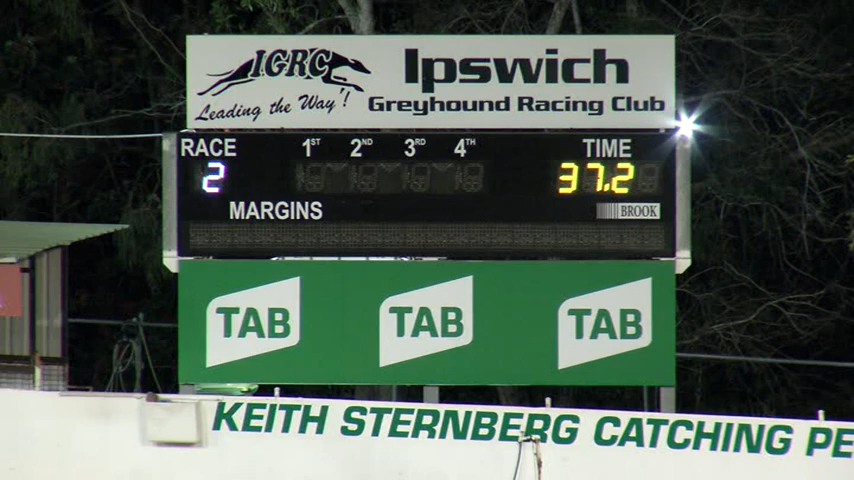 IGRC
Leading the Way'!
Ipswich
Greyhound Racing Club
RACE 1ST 2ND 3RD 4TH TIME
2 37.2
MARGINS BROOK
TAB TAB TAB
KEITH STERNBERG CATCHING PE